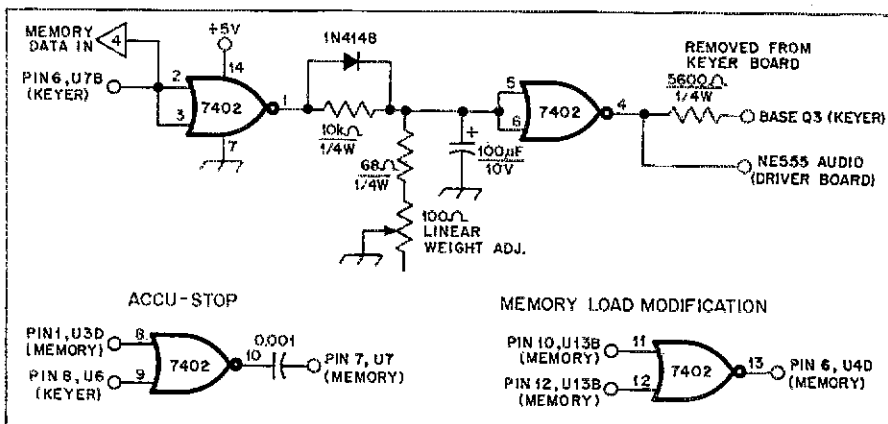 MEMORY
DATA IN
4
+5V
14
PIN 6, U7B
(KEYER)
2
3
7402
1
7
1N4148
10kΩ
1/4W
68Ω
1/4W
100Ω
LINEAR
WEIGHT ADJ.
+
100µF
10V
5
6
7402
4
REMOVED FROM
KEYER BOARD
5600Ω
1/4W
BASE Q3 (KEYER)
NE555 AUDIO
(DRIVER BOARD)
ACCU-STOP
PIN1, U3D
(MEMORY)
8
PIN 8, U6
(KEYER)
9
7402
10
0.001
PIN 7, U7
(MEMORY)
MEMORY LOAD MODIFICATION
PIN 10, U13B
(MEMORY)
11
PIN 12, U13B
(MEMORY)
12
7402
13
PIN 6, U4D
(MEMORY)